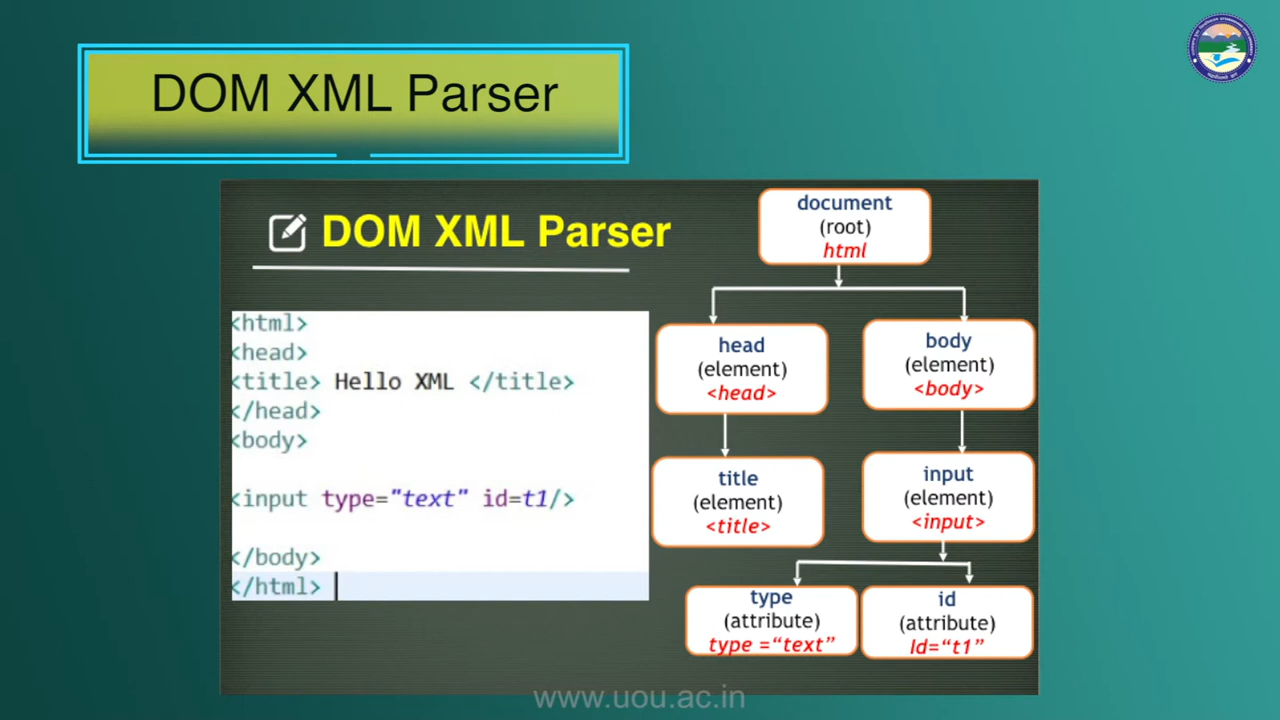 DOM XML Parser
DOM XML Parser
<html>
<head>
<title> Hello XML </title>
</head>
<body>
<input type="text" id=t1/>
</body>
</html>
document
(root)
html
head
(element)
<head>
body
(element)
<body>
title
(element)
<title>
input
(element)
<input>
type
(attribute)
type =“text”
id
(attribute)
Id=“t1”
www.uou.ac.in